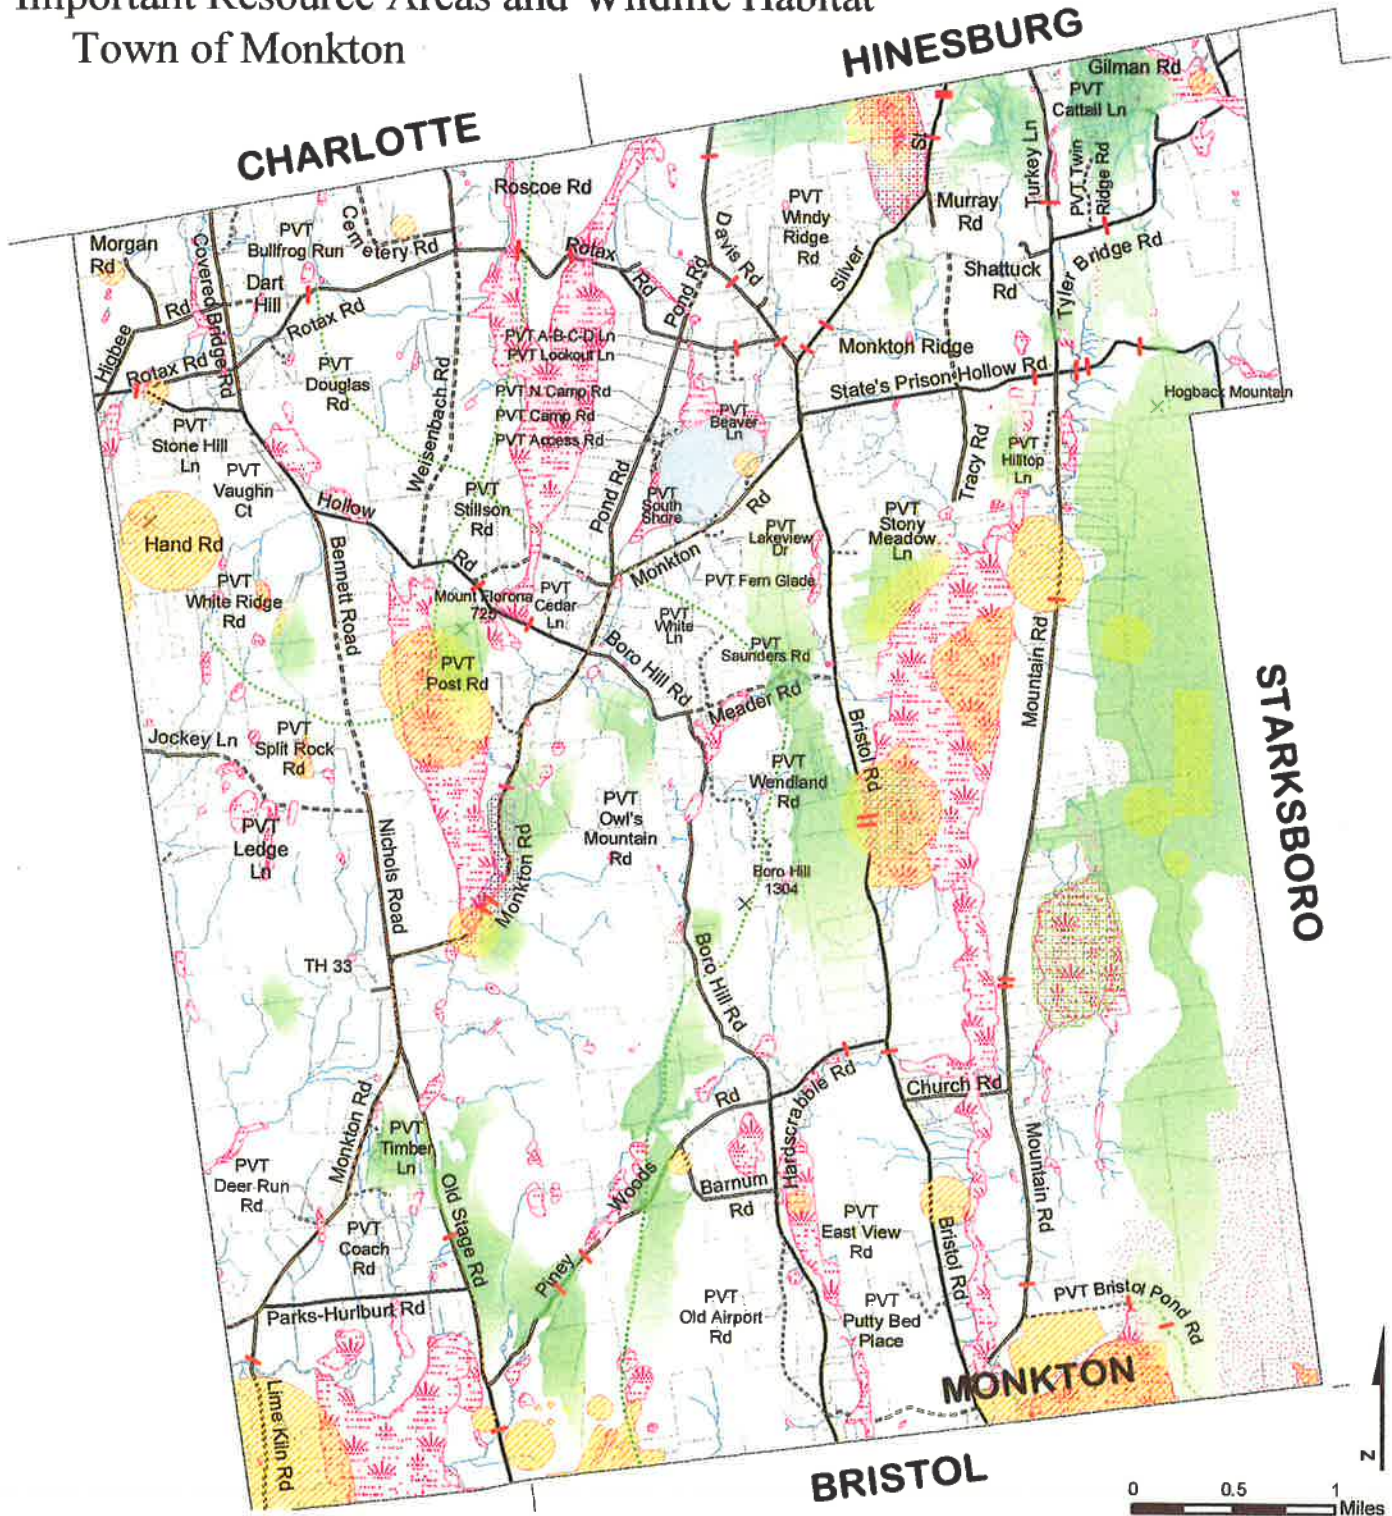 Important Resource Areas and Wildlife Habitat
Town of Monkton
HINESBURG
CHARLOTTE
Gilman Rd
PVT
Cattail Ln
Turkey Ln
PVT Twin
Ridge Rd
St
Silver
Murray
Rd
Roscoe Rd
PVT
Windy
Ridge
Rd
Davis Rd
Cemetery Rd
PVT
Bullfrog Run
Morgan
Rd
Covered Bridge Rd
Dart
Hill
Rd
Higbee
Rotax Rd
Rotax
Rd
Rotax Rd
Pond Rd
Shattuck
Rd
Tyler
Bridge Rd
Monkton Ridge
State's Prison Hollow Rd
Hogback Mountain
PVT A-B-C-D Ln
PVT Lookout Ln
PVT N Camp Rd
PVT Camp Rd
PVT Access Rd
PVT
Douglas
Rd
Weisenbach Rd
PVT
Beaver
Ln
PVT
Stone Hill
Ln
PVT
Vaughn
Ct
Hollow
Rd
PVT
Stillson
Rd
Pond Rd
PVT
South
Shore
Rd
Monkton
PVT
Lakeview
Dr
PVT
Stony
Meadow
Ln
Tracy Rd
PVT
Hilltop
Ln
Hand Rd
Bennett Road
PVT
White Ridge
Rd
Mount Florona
725
PVT
Cedar
Ln
PVT Fern Glade
PVT
White
Ln
PVT
Saunders Rd
PVT
Post Rd
Boro Hill Rd
Meader Rd
Mountain Rd
STARKSBORO
Jockey Ln
PVT
Split Rock
Rd
Bristol Rd
PVT
Wendland
Rd
PVT
Owl's
Mountain
Rd
PVT
Ledge
Ln
Nichols Road
Monkton Rd
Boro Hill
1304
Boro Hill Rd
TH 33
Monkton Rd
Rd
Hardscrabble Rd
Church Rd
PVT
Timber
Ln
PVT
Deer Run
Rd
Woods
Barnum
Rd
Mountain Rd
Old Stage Rd
PVT
Coach
Rd
PVT
East View
Rd
Bristol Rd
Piney
PVT
Old Airport
Rd
PVT
Putty Bed
Place
PVT Bristol Pond Rd
Parks-Hurlburt Rd
Lime Kiln Rd
MONKTON
BRISTOL
N
0 0.5 1
Miles